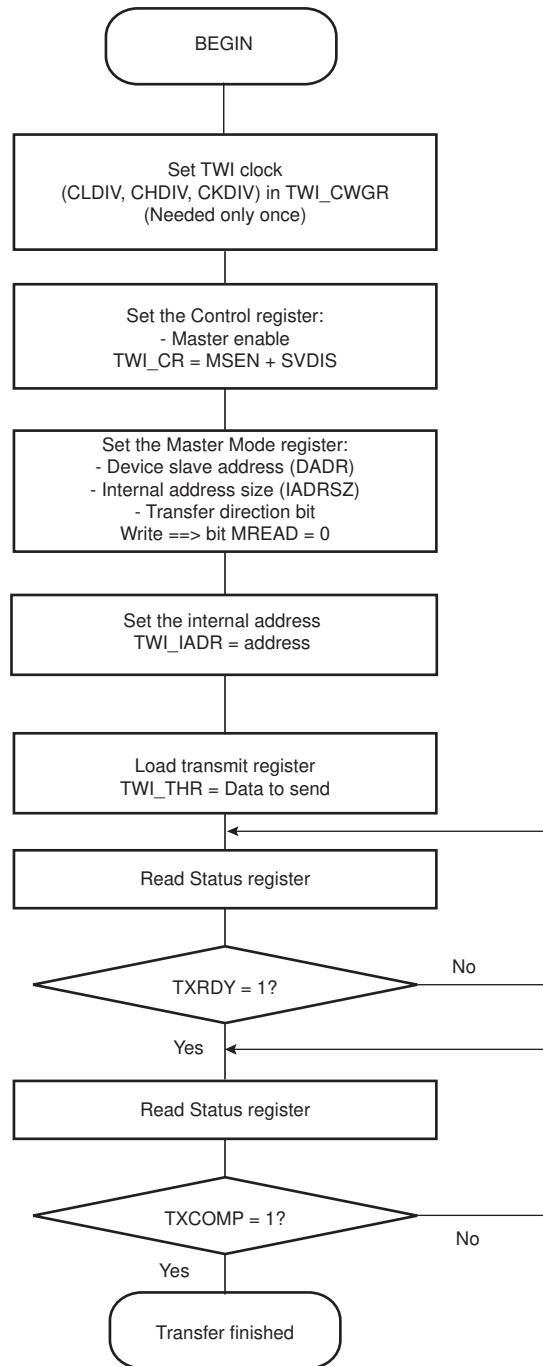 BEGIN
Set TWI clock
(CLDIV, CHDIV, CKDIV) in TWI_CWGR
(Needed only once)
Set the Control register:
- Master enable
TWI_CR = MSEN + SVDIS
Set the Master Mode register:
- Device slave address (DADR)
- Internal address size (IADRSZ)
- Transfer direction bit
Write ==> bit MREAD = 0
Set the internal address
TWI_IADR = address
Load transmit register
TWI_THR = Data to send
Read Status register
TXRDY = 1?
No
Yes
Read Status register
TXCOMP = 1?
No
Yes
Transfer finished